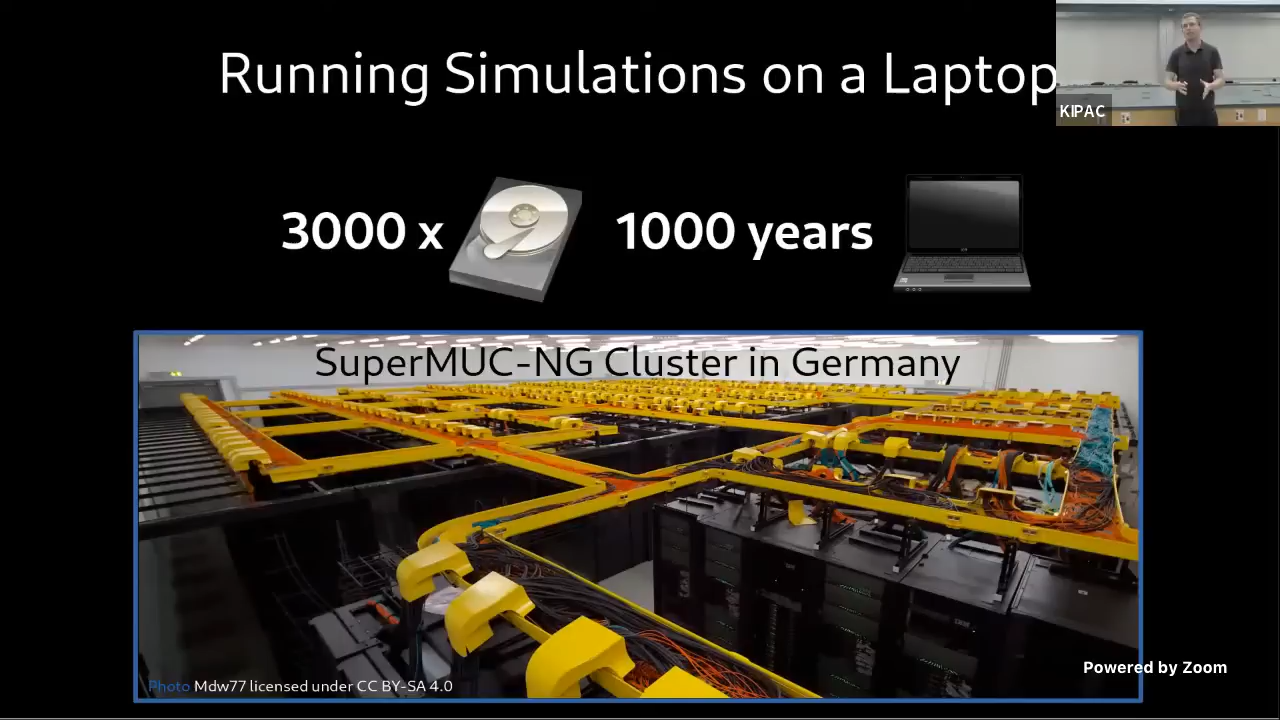 Running Simulations on a Laptop
KIPAC
3000 x
1000 years
SuperMUC-NG Cluster in Germany
Powered by Zoom
Photo Mdw77 licensed under CC BY-SA 4.0